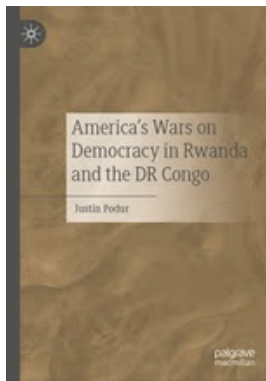 America's Wars on
Democracy in Rwanda
and the DR Congo
Justin Podur
palgrave
macmillan